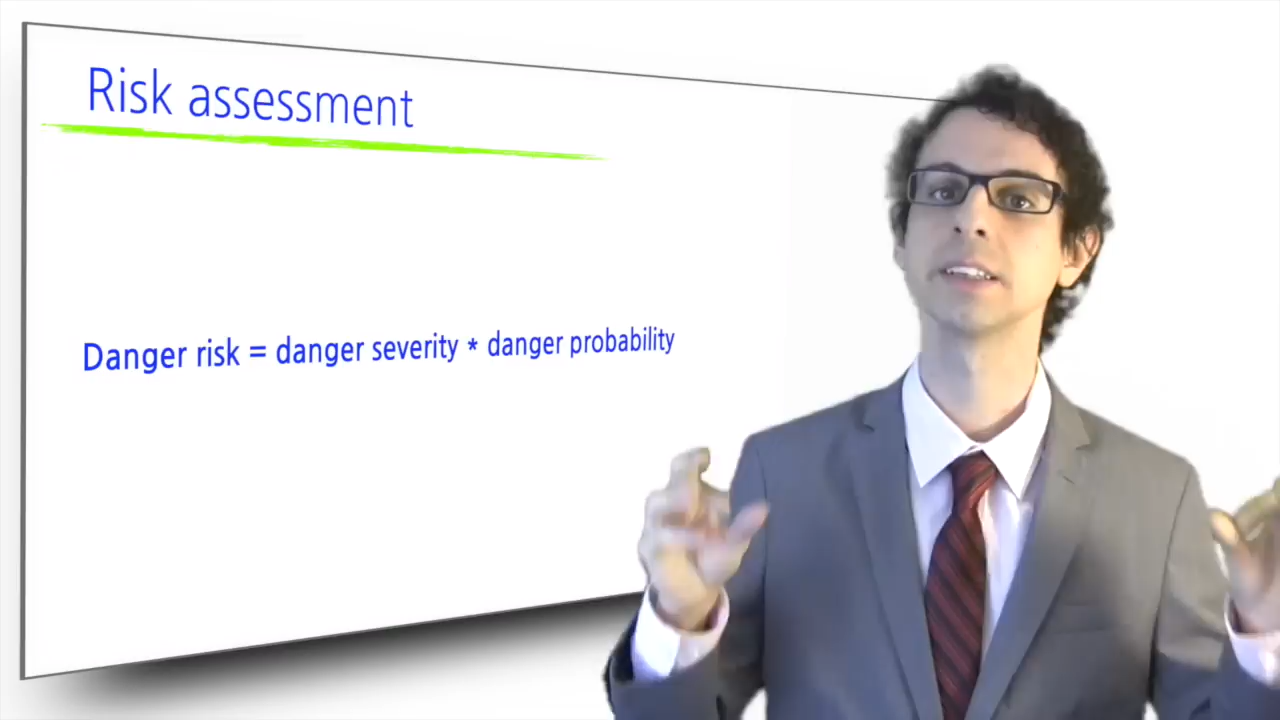 Risk assessment
Danger risk = danger severity * danger probability